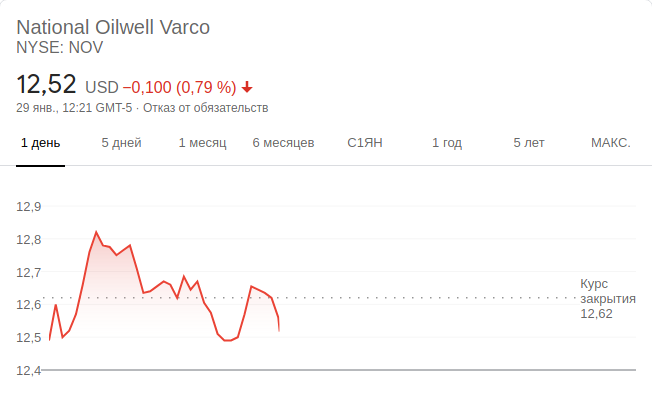 National Oilwell Varco
NYSE: NOV
12,52 USD −0,100 (0,79 %)
29 янв., 12:21 GMT-5 · Отказ от обязательств
1 день 5 дней 1 месяц 6 месяцев С1ЯН 1 год 5 лет МАКС.
12,9
12,8
12,7
12,6
12,5
12,4
Курс
закрытия
12,62